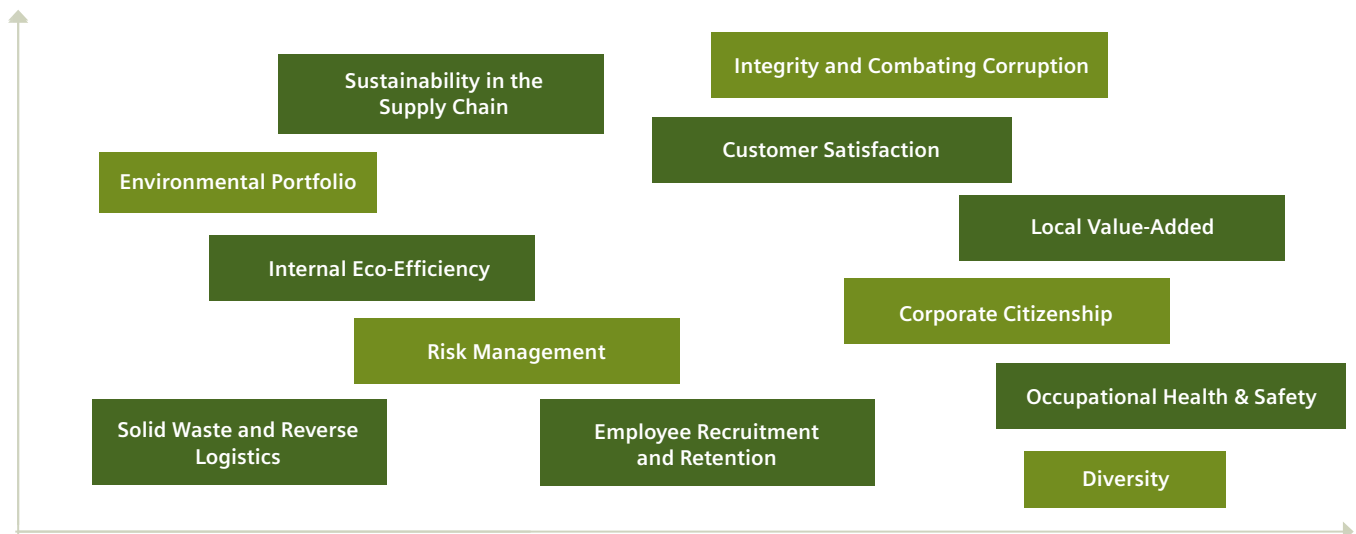 Integrity and Combating Corruption
Sustainability in the
Supply Chain
Customer Satisfaction
Environmental Portfolio
Local Value-Added
Internal Eco-Efficiency
Corporate Citizenship
Risk Management
Occupational Health & Safety
Solid Waste and Reverse
Logistics
Employee Recruitment
and Retention
Diversity